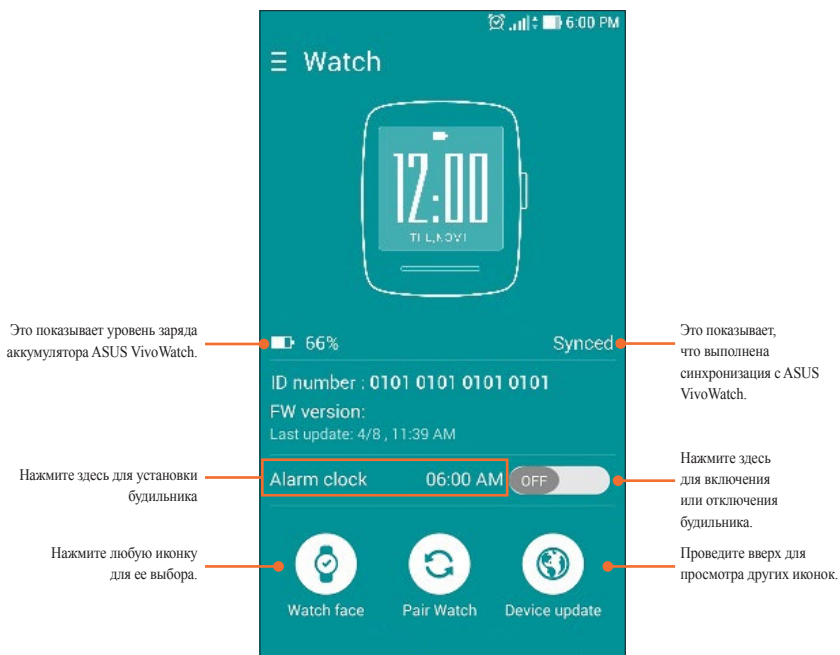 6:00 PM
Watch
12:00
Это показывает уровень заряда
аккумулятора ASUS VivoWatch.
66%
Synced
Это показывает,
что выполнена
синхронизация с ASUS
VivoWatch.
ID number : 0101 0101 0101 0101
FW version:
Last update: 4/8 , 11:39 AM
Нажмите здесь для установки
будильника
Alarm clock 06:00 AM OFF
Нажмите здесь
для включения
или отключения
будильника.
Нажмите любую иконку
для ее выбора.
Проведите вверх для
просмотра других иконок.
Watch face Pair Watch Device update